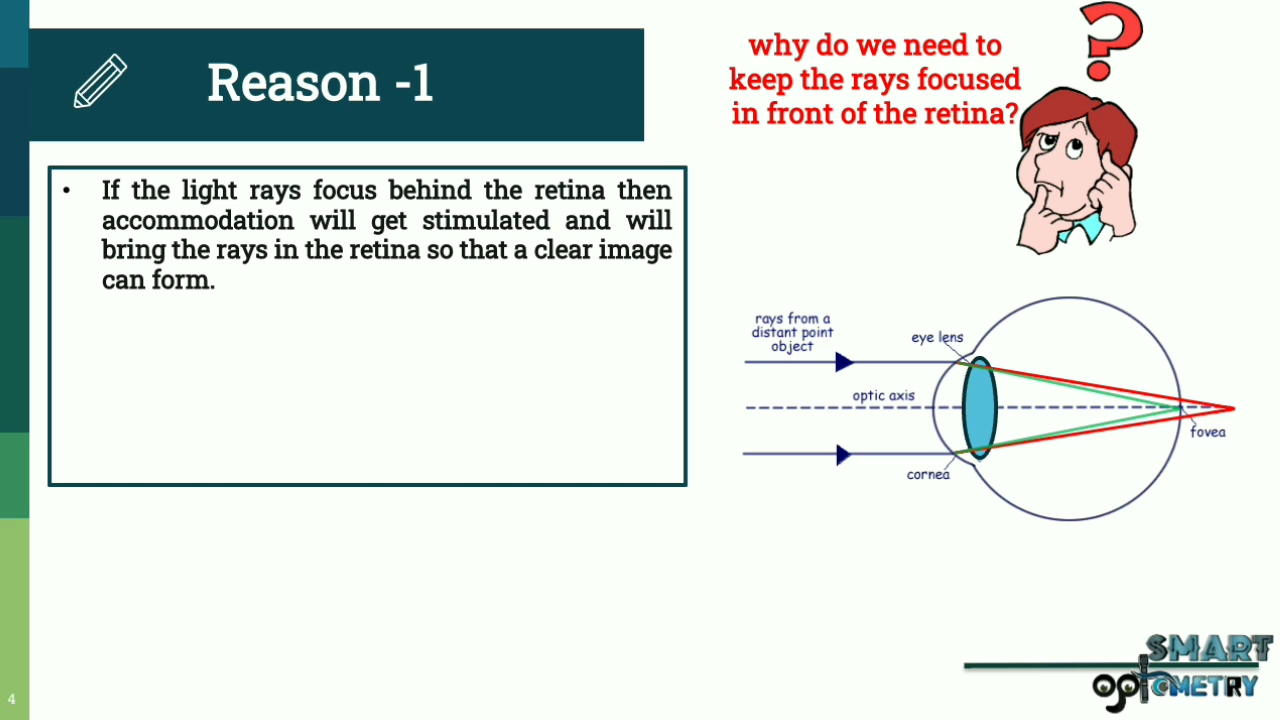 Reason -1
why do we need to
keep the rays focused
in front of the retina?
?
• If the light rays focus behind the retina then
accommodation will get stimulated and will
bring the rays in the retina so that a clear image
can form.
rays from a
distant point
object
eye lens
optic axis
fovea
cornea
SMART
optOMETRY
4